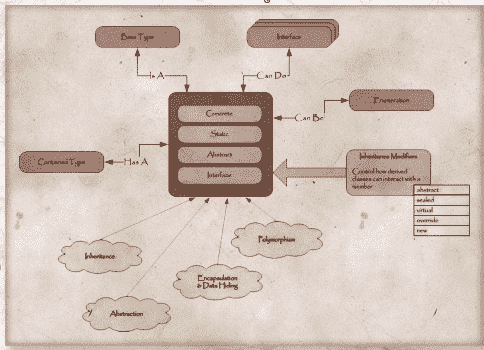 Base Type
Interface
Is A
Can Do
Concrete
Static
Abstract
Interface
Can Be
Enumeration
Contained Type
Has A
Inheritance Modifiers
Control how derived
classes can interact with a
member
abstract
sealed
virtual
override
new
Inheritance
Abstraction
Encapsulation
& Data Hiding
Polymorphism